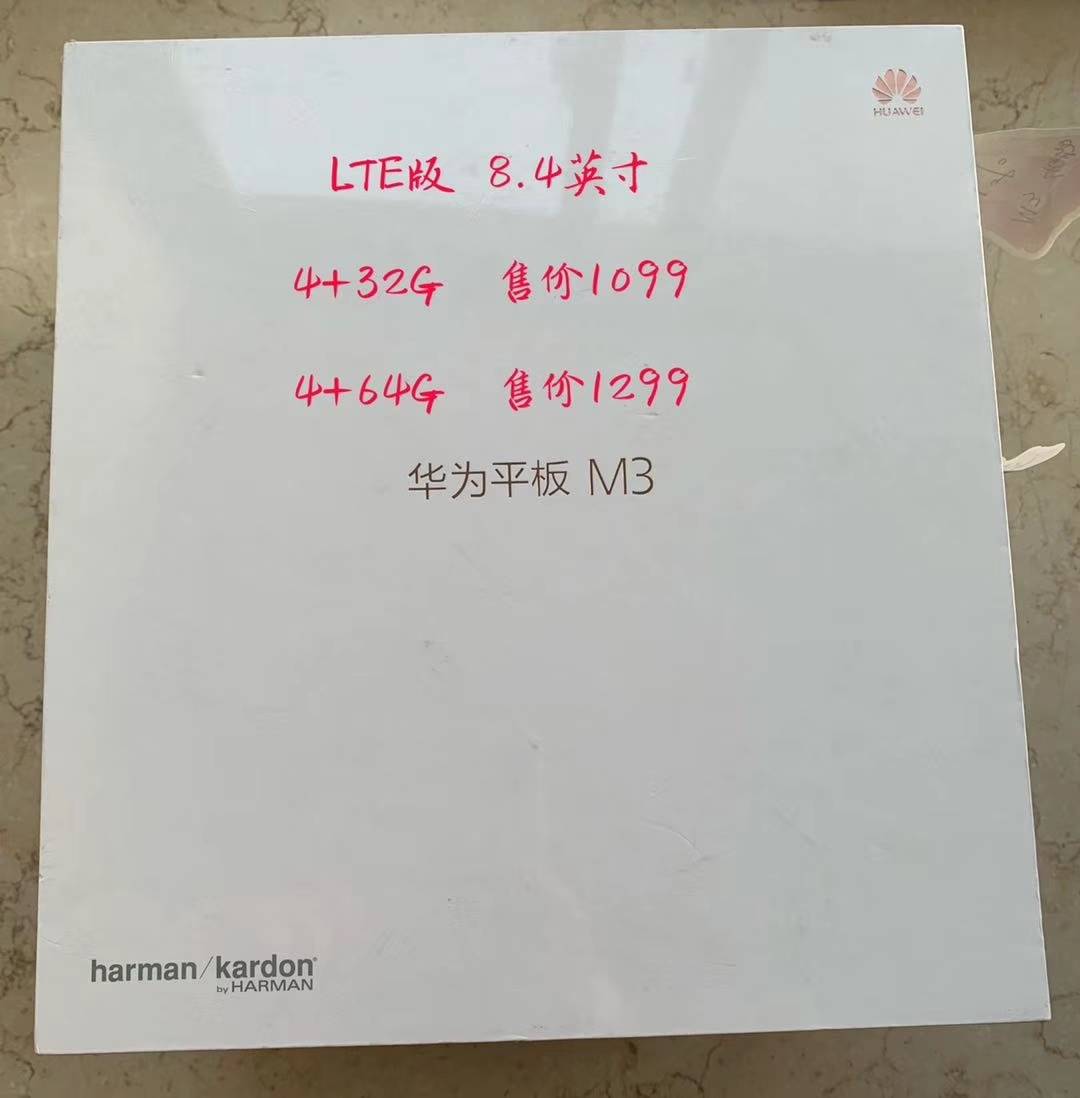 HUAWEI
LTE版 8.4英寸
4+32G 售价1099
4+64G 售价1299
华为平板 M3
harman/kardon®
by HARMAN